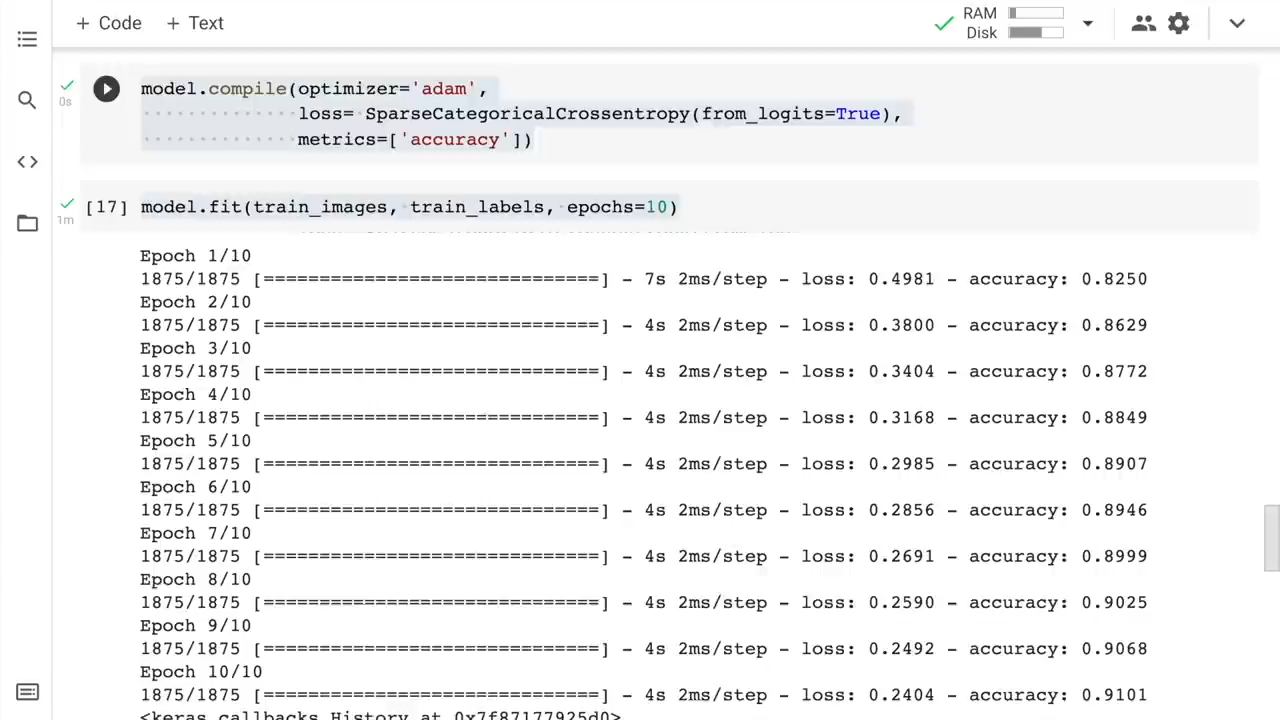 + Code + Text
RAM
Disk
0s
model.compile(optimizer='adam',
loss= SparseCategoricalCrossentropy(from_logits=True),
metrics=['accuracy'])
1m
[17] model.fit(train_images, train_labels, epochs=10)
Epoch 1/10
1875/1875 [==============================] - 7s 2ms/step - loss: 0.4981 - accuracy: 0.8250
Epoch 2/10
1875/1875 [==============================] - 4s 2ms/step - loss: 0.3800 - accuracy: 0.8629
Epoch 3/10
1875/1875 [==============================] - 4s 2ms/step - loss: 0.3404 - accuracy: 0.8772
Epoch 4/10
1875/1875 [==============================] - 4s 2ms/step - loss: 0.3168 - accuracy: 0.8849
Epoch 5/10
1875/1875 [==============================] - 4s 2ms/step - loss: 0.2985 - accuracy: 0.8907
Epoch 6/10
1875/1875 [==============================] - 4s 2ms/step - loss: 0.2856 - accuracy: 0.8946
Epoch 7/10
1875/1875 [==============================] - 4s 2ms/step - loss: 0.2691 - accuracy: 0.8999
Epoch 8/10
1875/1875 [==============================] - 4s 2ms/step - loss: 0.2590 - accuracy: 0.9025
Epoch 9/10
1875/1875 [==============================] - 4s 2ms/step - loss: 0.2492 - accuracy: 0.9068
Epoch 10/10
1875/1875 [==============================] - 4s 2ms/step - loss: 0.2404 - accuracy: 0.9101
<keras.callbacks.History at 0x7f87177925d0>